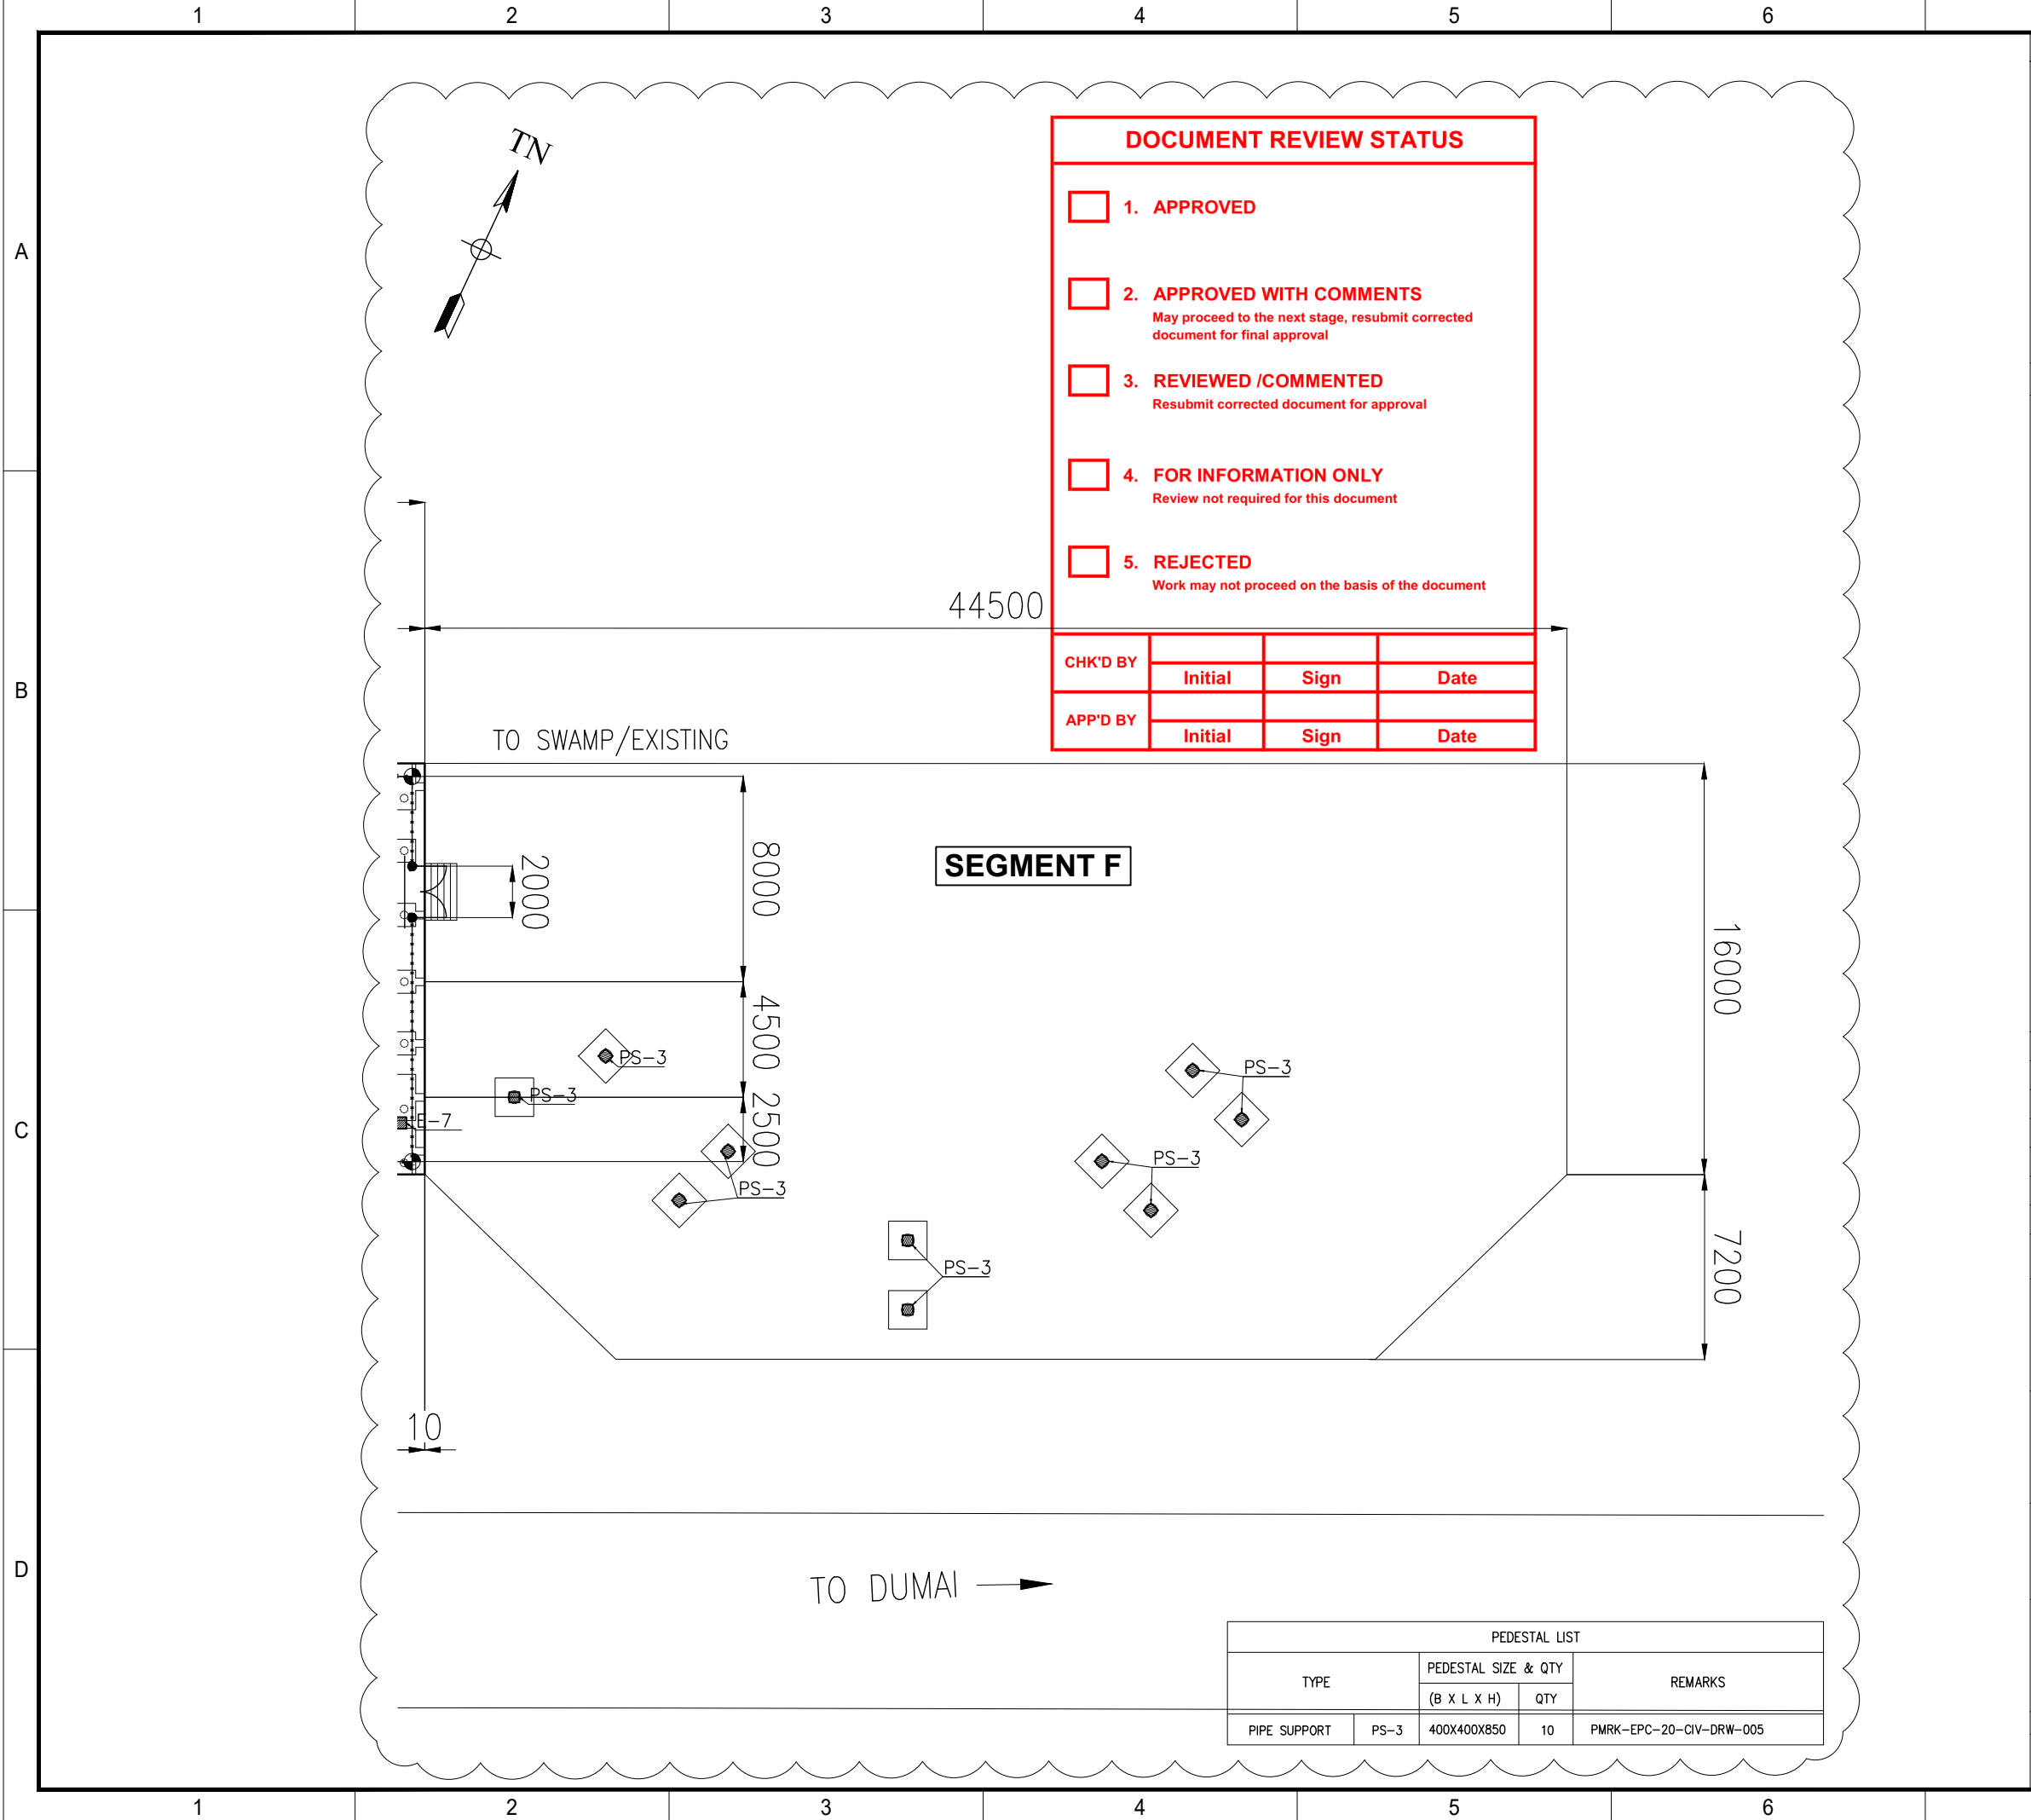 1 2 3 4 5 6
TN
DOCUMENT REVIEW STATUS
1. APPROVED
2. APPROVED WITH COMMENTS
May proceed to the next stage, resubmit corrected
document for final approval
3. REVIEWED /COMMENTED
Resubmit corrected document for approval
4. FOR INFORMATION ONLY
Review not required for this document
5. REJECTED
Work may not proceed on the basis of the document
CHK'D BY
Initial Sign Date
APP'D BY
Initial Sign Date
A
B
C
D
44500
TO SWAMP/EXISTING
2000
8000
SEGMENT F
16000
4500
PS-3
PS-3
PS-3
2500
-7
PS-3
PS-3
PS-3
7200
10
TO DUMAI
PEDESTAL LIST
TYPE PEDESTAL SIZE & QTY REMARKS
(B X L X H) QTY
PIPE SUPPORT PS-3 400X400X850 10 PMRK-EPC-20-CIV-DRW-005
1 2 3 4 5 6